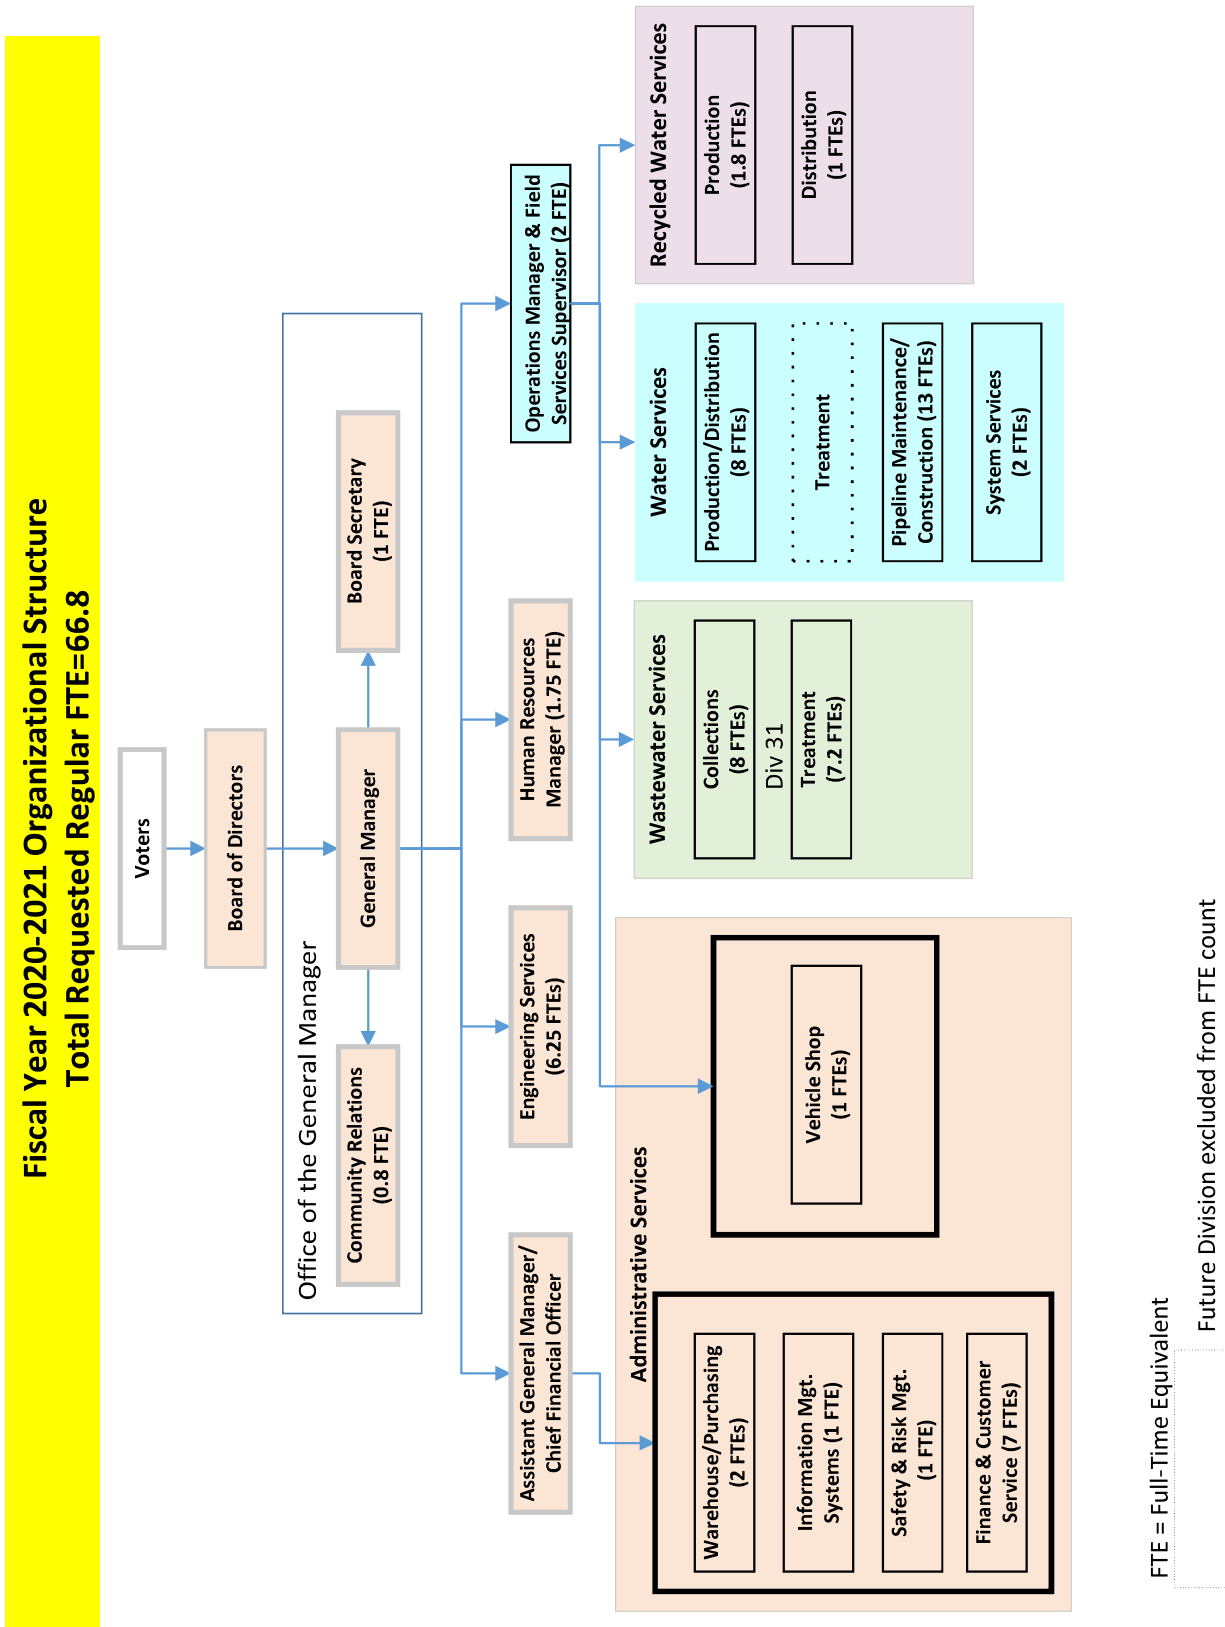 Fiscal Year 2020-2021 Organizational Structure
Total Requested Regular FTE=66.8
Voters
Board of Directors
Office of the General Manager
Community Relations
(0.8 FTE)
General Manager
Board Secretary
(1 FTE)
Assistant General Manager/
Chief Financial Officer
Engineering Services
(6.25 FTEs)
Human Resources
Manager (1.75 FTE)
Operations Manager & Field
Services Supervisor (2 FTE)
Administrative Services
Warehouse/Purchasing
(2 FTEs)
Information Mgt.
Systems (1 FTE)
Safety & Risk Mgt.
(1 FTE)
Finance & Customer
Service (7 FTEs)
Vehicle Shop
(1 FTEs)
Wastewater Services
Collections
(8 FTEs)
Div 31
Treatment
(7.2 FTEs)
Water Services
Production/Distribution
(8 FTEs)
Treatment
Pipeline Maintenance/
Construction (13 FTEs)
System Services
(2 FTEs)
Recycled Water Services
Production
(1.8 FTEs)
Distribution
(1 FTEs)
FTE = Full-Time Equivalent
Future Division excluded from FTE count